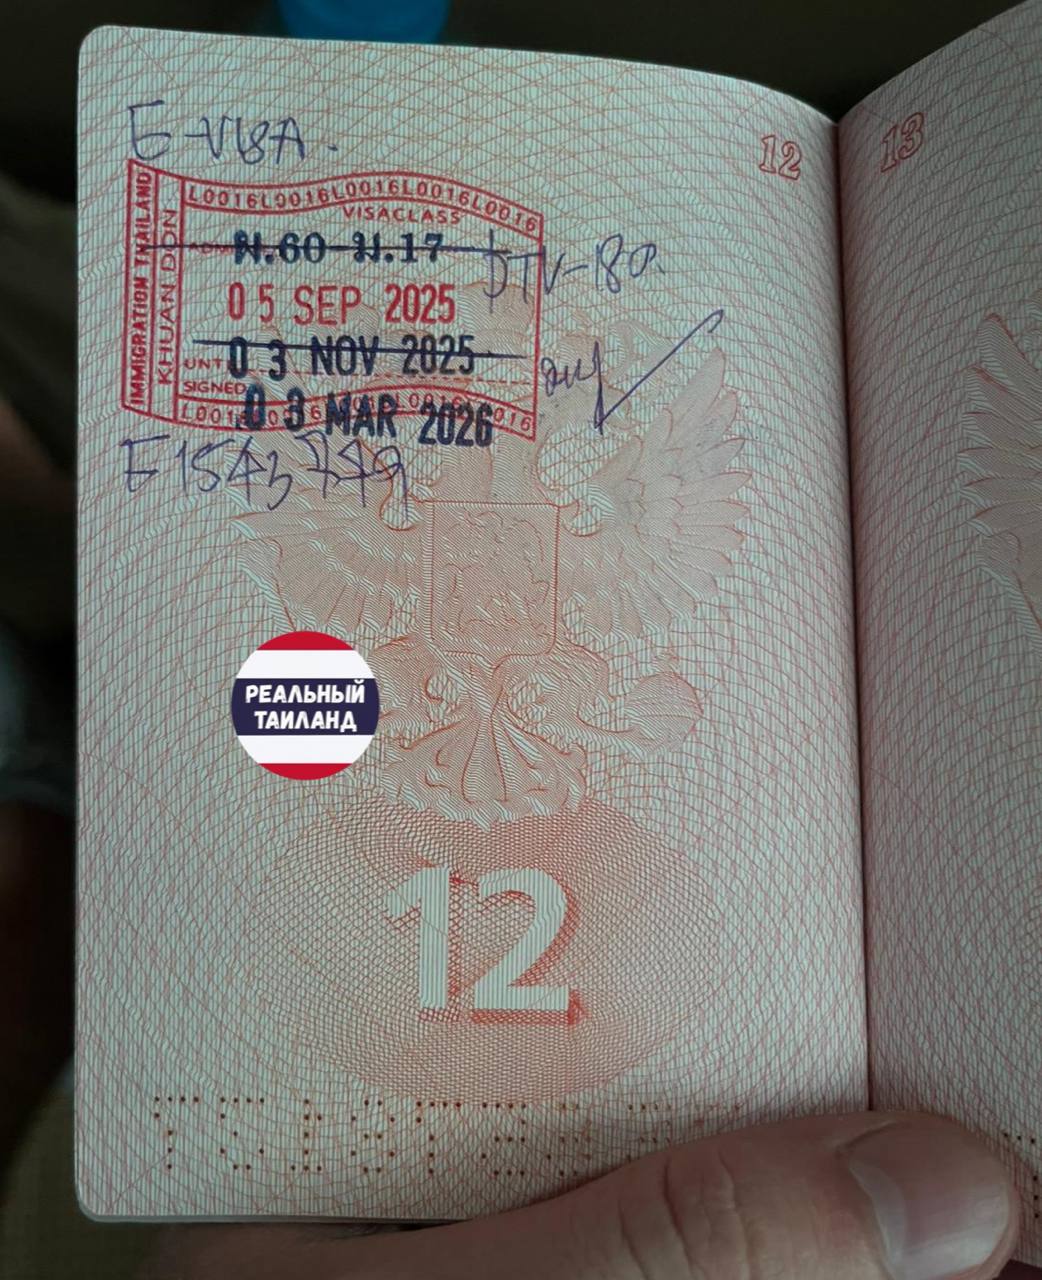 E-VISA.
12
13
IMMIGRATION THAILAND
KHUAN DON
L0016L0016L0016L0016L0016
VISACLASS
N.60 N.17
DTV-180
05 SEP 2025
UNT 03 NOV 2025
SIGNED
03 MAR 2026
РЕАЛЬНЫЙ
ТАИЛАНД
12